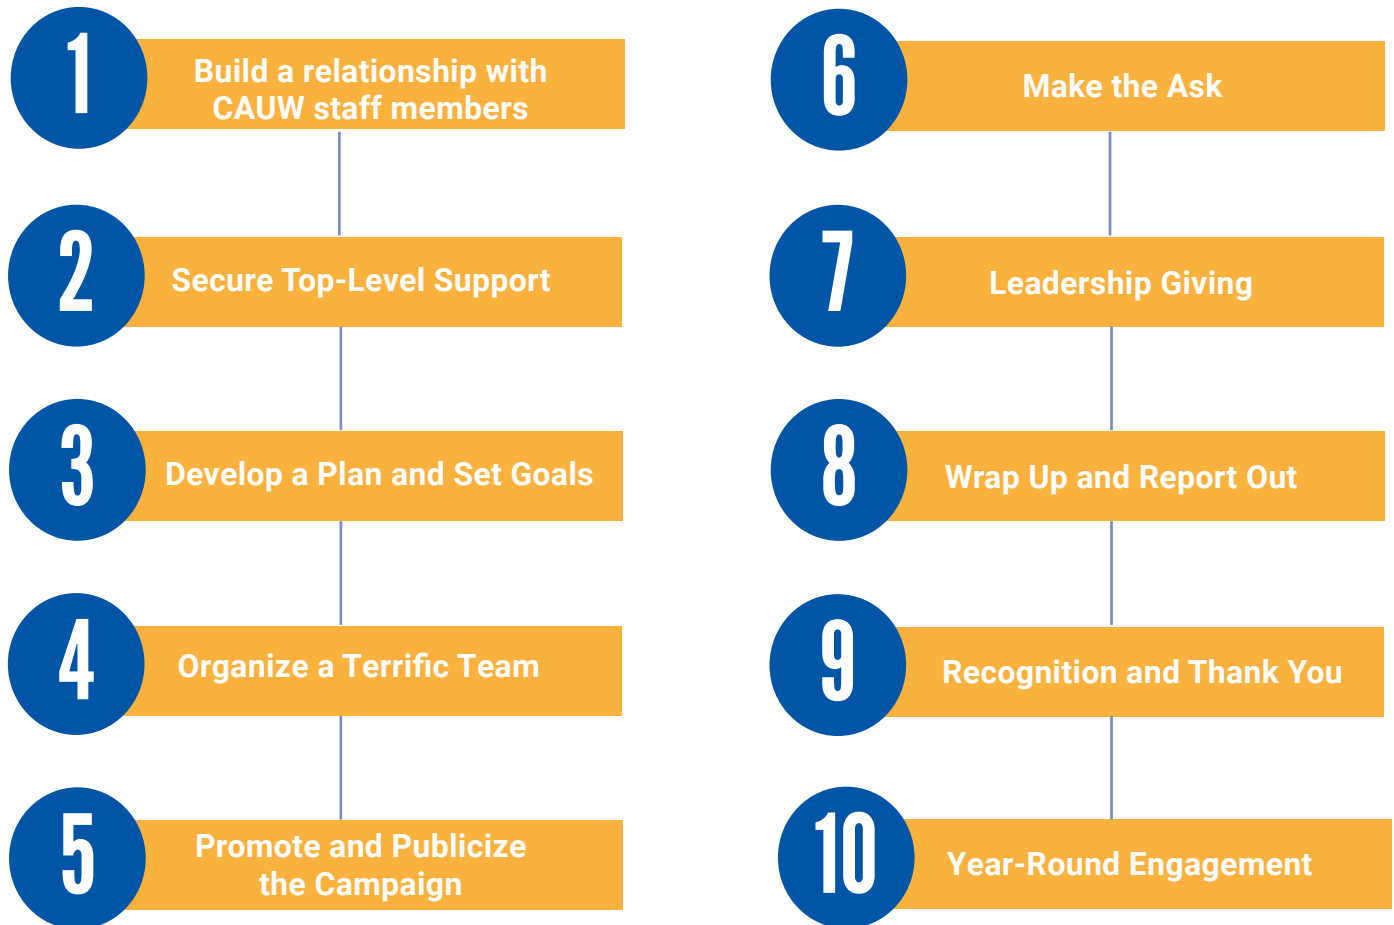 1
Build a relationship with
CAUW staff members
2
Secure Top-Level Support
3
Develop a Plan and Set Goals
4
Organize a Terrific Team
5
Promote and Publicize
the Campaign
6
Make the Ask
7
Leadership Giving
8
Wrap Up and Report Out
9
Recognition and Thank You
10
Year-Round Engagement